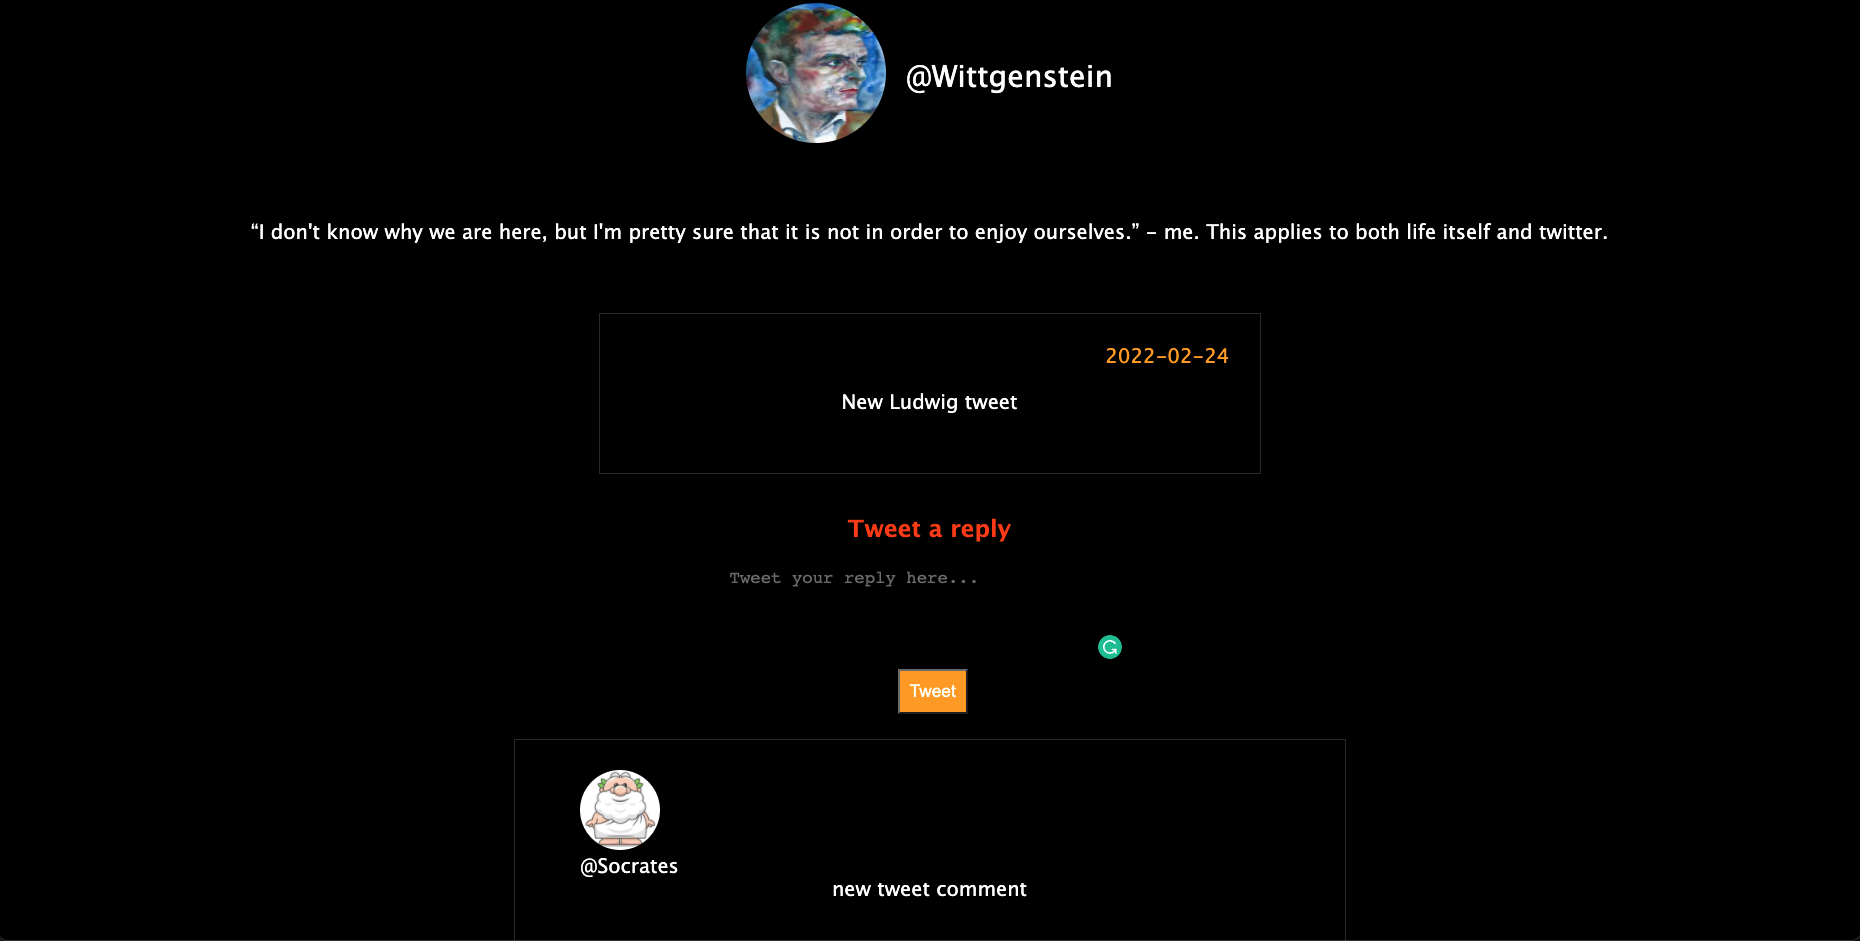 @Wittgenstein
“I don't know why we are here, but I'm pretty sure that it is not in order to enjoy ourselves.” - me. This applies to both life itself and twitter.
2022-02-24
New Ludwig tweet
Tweet a reply
Tweet your reply here...
Tweet
@Socrates
new tweet comment